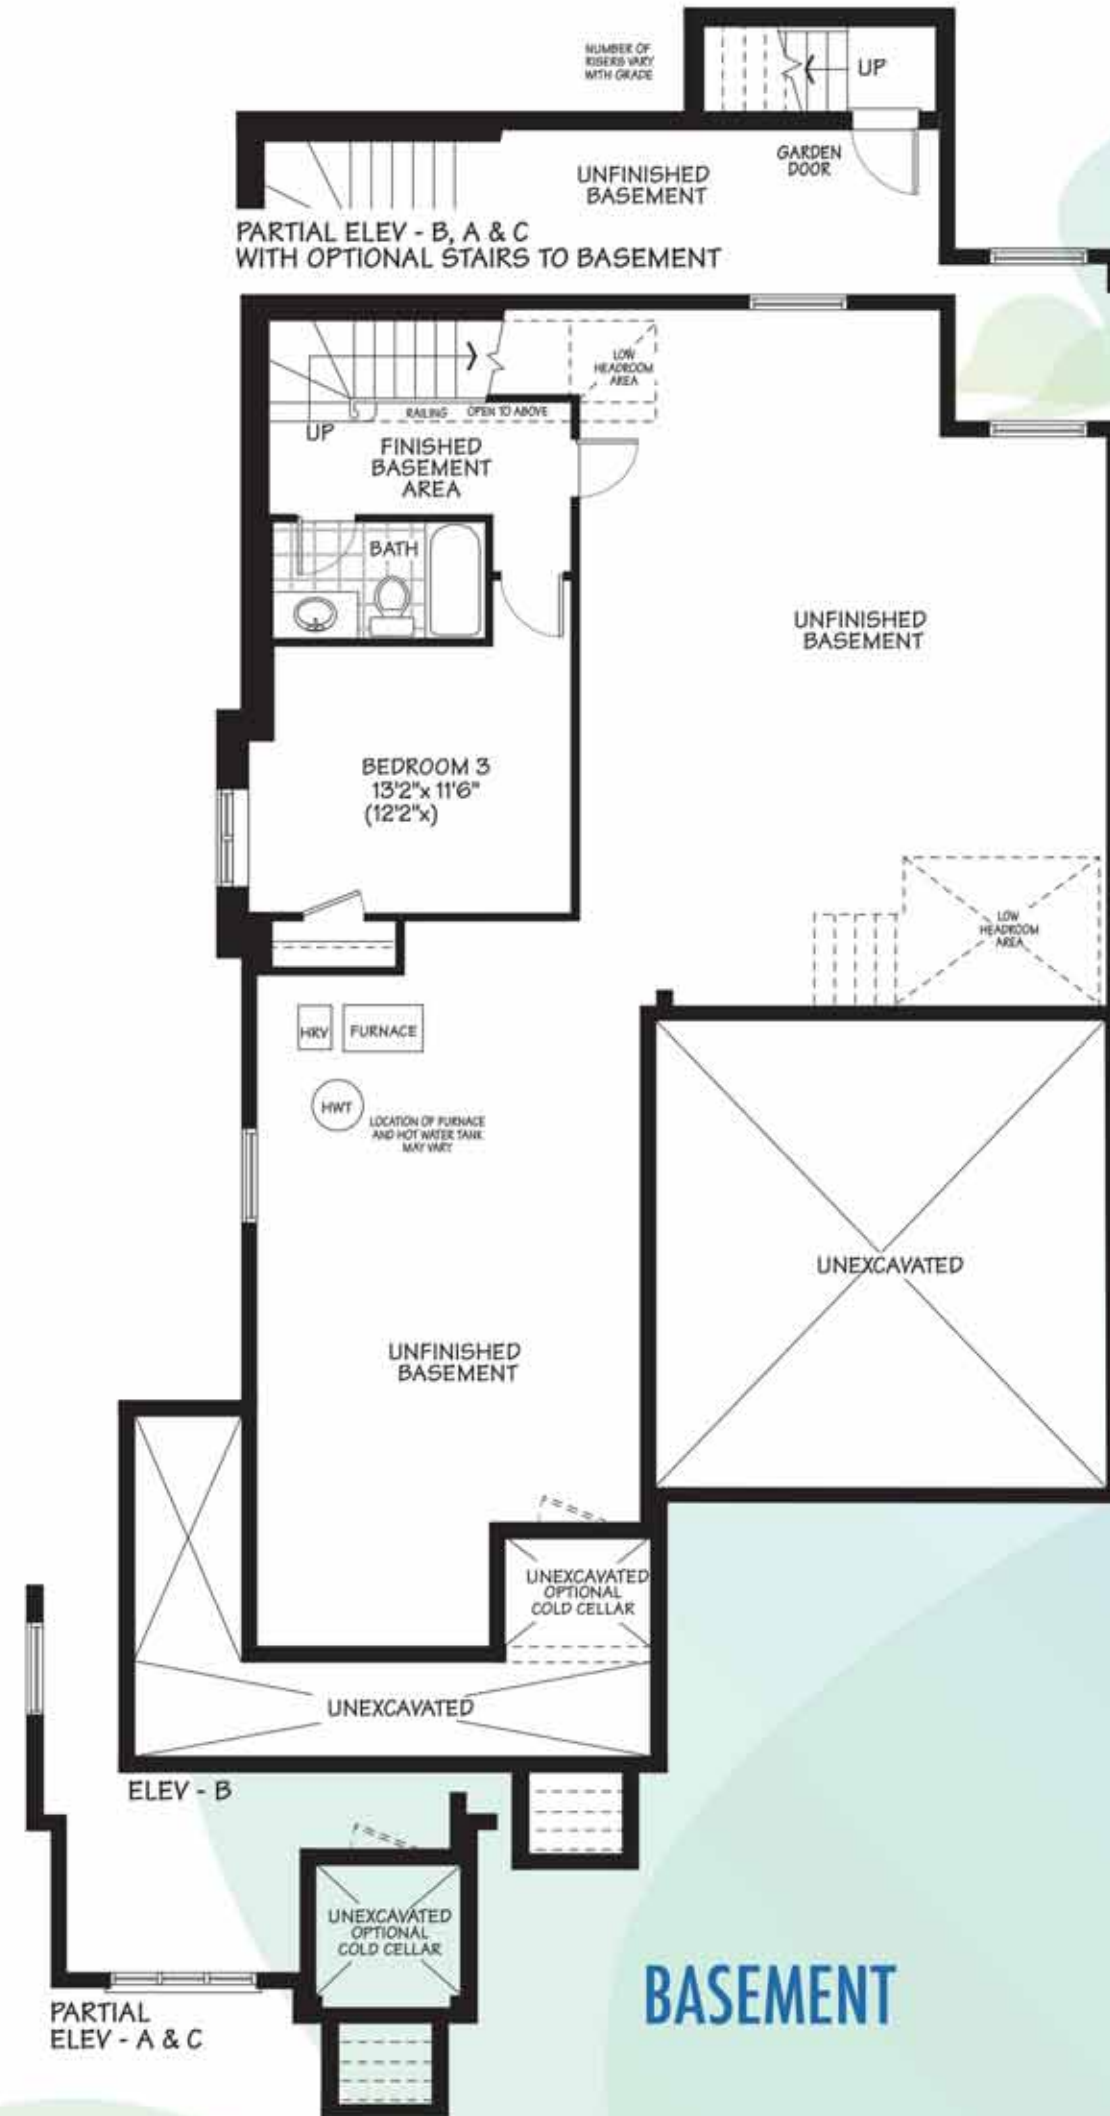 NUMBER OF
RISERS VARY
WITH GRADE
UP
GARDEN
DOOR
UNFINISHED
BASEMENT
PARTIAL ELEV - B, A & C
WITH OPTIONAL STAIRS TO BASEMENT
LOW
HEADROOM
AREA
RAILING
OPEN TO ABOVE
UP
FINISHED
BASEMENT
AREA
BATH
UNFINISHED
BASEMENT
BEDROOM 3
13'2"x 11'6"
(12'2"x)
LOW
HEADROOM
AREA
HRV
FURNACE
HWT
LOCATION OF FURNACE
AND HOT WATER TANK
MAY VARY
UNEXCAVATED
UNFINISHED
BASEMENT
UNEXCAVATED
OPTIONAL
COLD CELLAR
UNEXCAVATED
ELEV - B
UNEXCAVATED
OPTIONAL
COLD CELLAR
BASEMENT
PARTIAL
ELEV - A & C